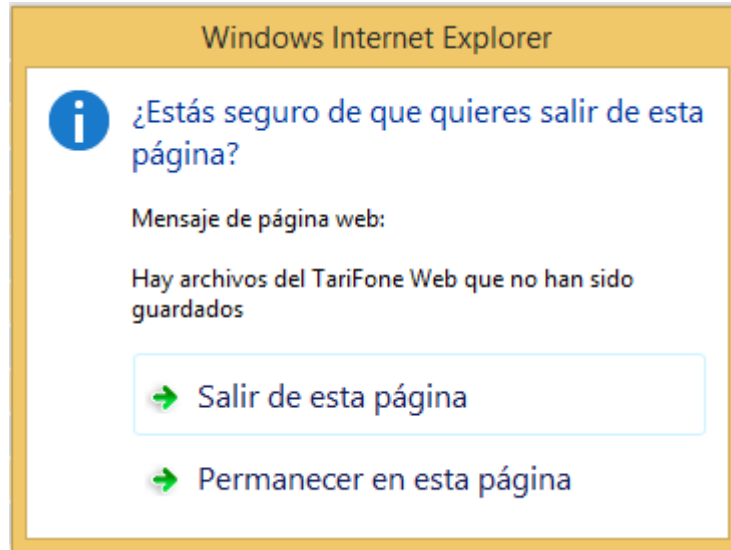 Windows Internet Explorer
¿Estás seguro de que quieres salir de esta
página?
Mensaje de página web:
Hay archivos del TariFone Web que no han sido
guardados
Salir de esta página
Permanecer en esta página